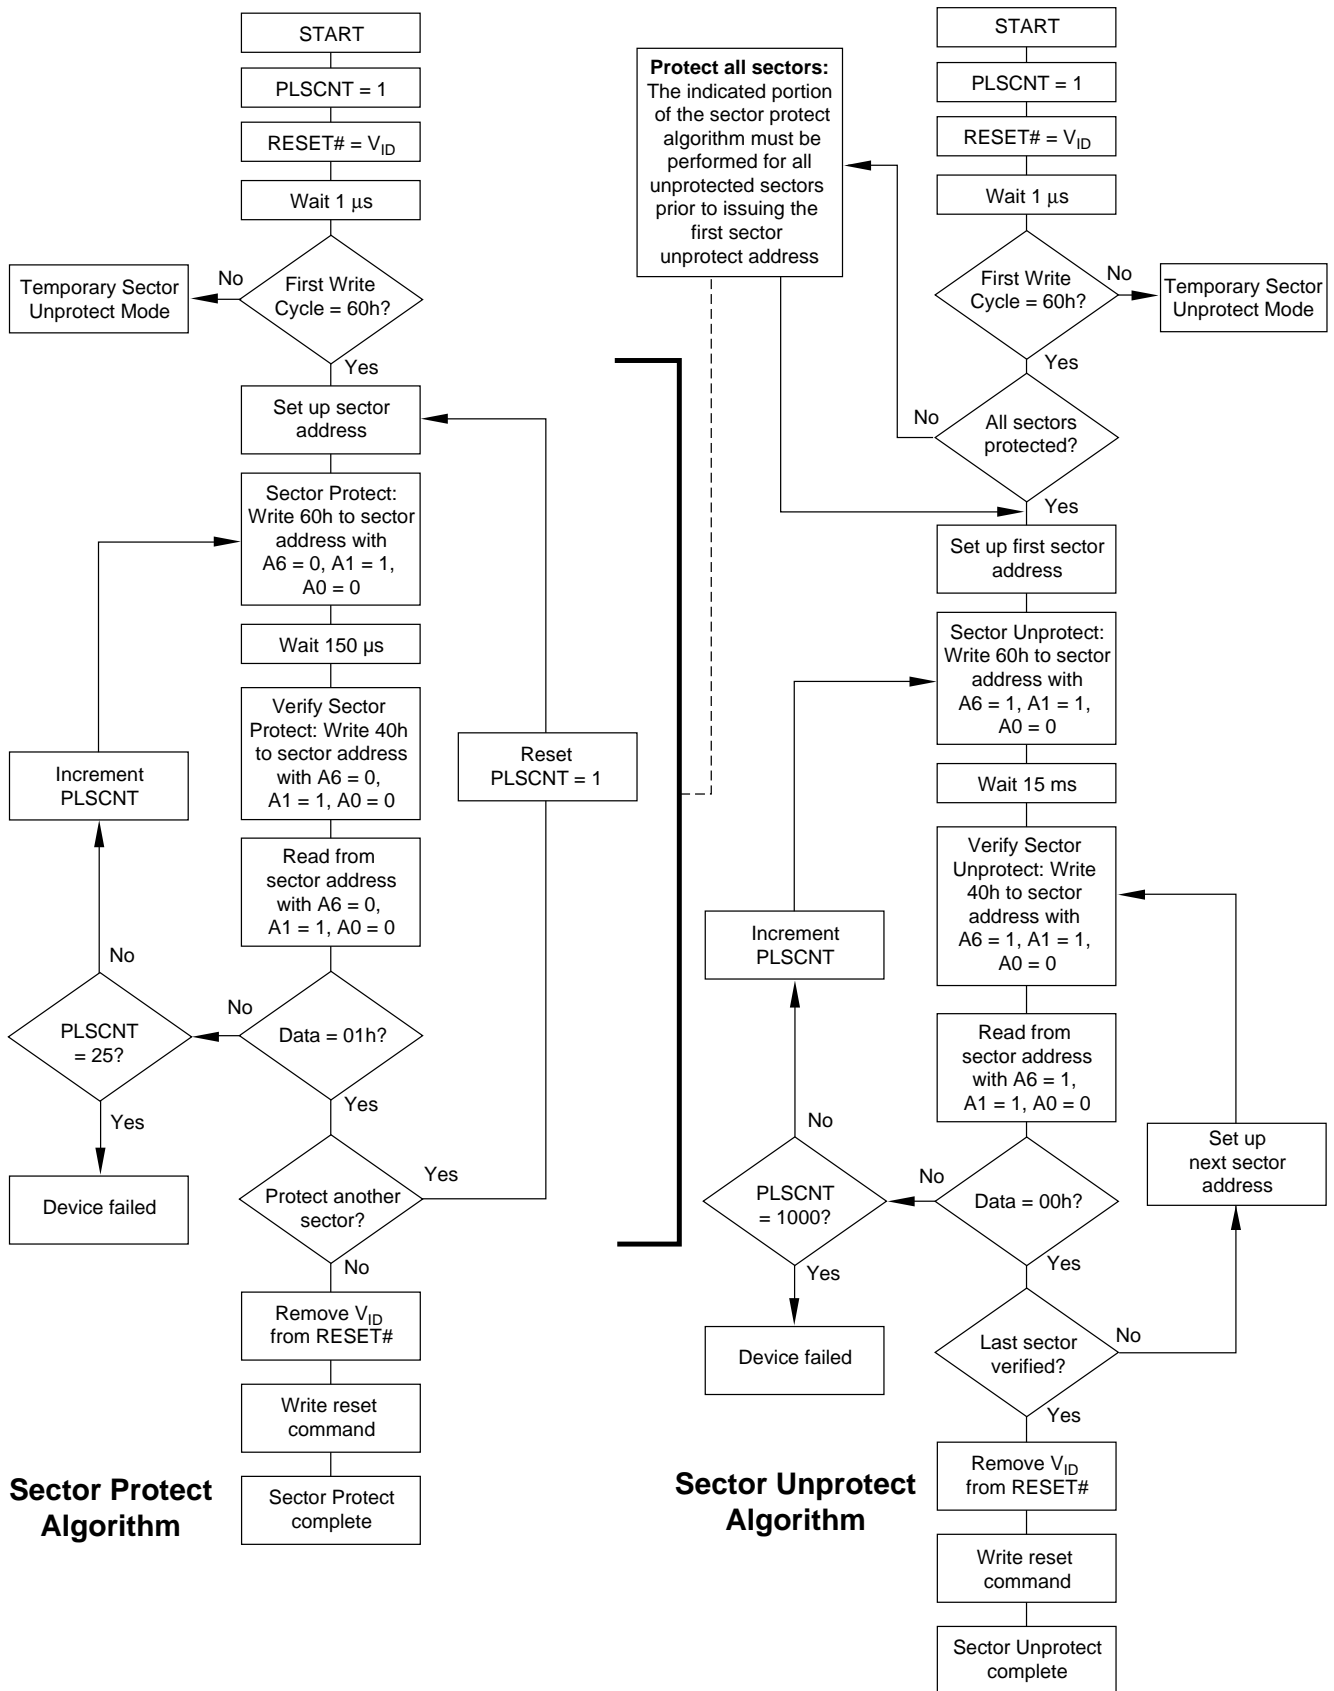 START
PLSCNT = 1
RESET# = VID
Wait 1 μs
First Write
Cycle = 60h?
No
Temporary Sector
Unprotect Mode
Yes
Set up sector
address
Sector Protect:
Write 60h to sector
address with
A6 = 0, A1 = 1,
A0 = 0
Wait 150 µs
Verify Sector
Protect: Write 40h
to sector address
with A6 = 0,
A1 = 1, A0 = 0
Read from
sector address
with A6 = 0,
A1 = 1, A0 = 0
Data = 01h?
No
PLSCNT
= 25?
No
Increment
PLSCNT
Yes
Device failed
Yes
Protect another
sector?
Yes
Reset
PLSCNT = 1
No
Remove VID
from RESET#
Write reset
command
Sector Protect
complete
Sector Protect
Algorithm
Protect all sectors:
The indicated portion
of the sector protect
algorithm must be
performed for all
unprotected sectors
prior to issuing the
first sector
unprotect address
START
PLSCNT = 1
RESET# = VID
Wait 1 μs
First Write
Cycle = 60h?
No
Temporary Sector
Unprotect Mode
Yes
All sectors
protected?
No
Yes
Set up first sector
address
Sector Unprotect:
Write 60h to sector
address with
A6 = 1, A1 = 1,
A0 = 0
Wait 15 ms
Verify Sector
Unprotect: Write
40h to sector
address with
A6 = 1, A1 = 1,
A0 = 0
Read from
sector address
with A6 = 1,
A1 = 1, A0 = 0
Data = 00h?
No
PLSCNT
= 1000?
No
Increment
PLSCNT
Yes
Device failed
Yes
Last sector
verified?
No
Set up
next sector
address
Yes
Remove VID
from RESET#
Write reset
command
Sector Unprotect
complete
Sector Unprotect
Algorithm